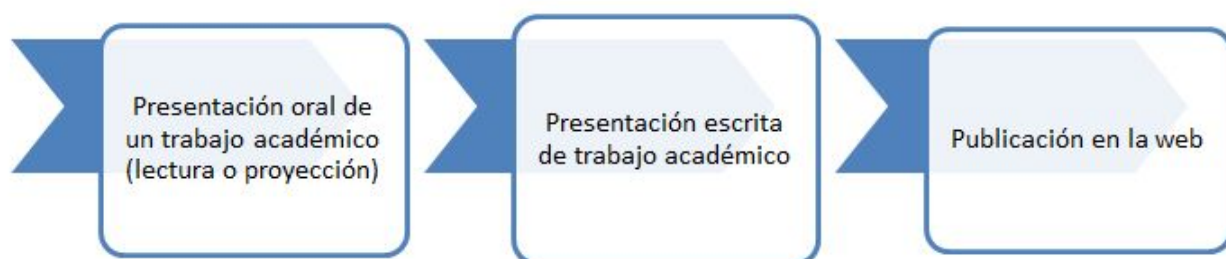 Presentación oral de
un trabajo académico
(lectura o proyección)
Presentación escrita
de trabajo académico
Publicación en la web